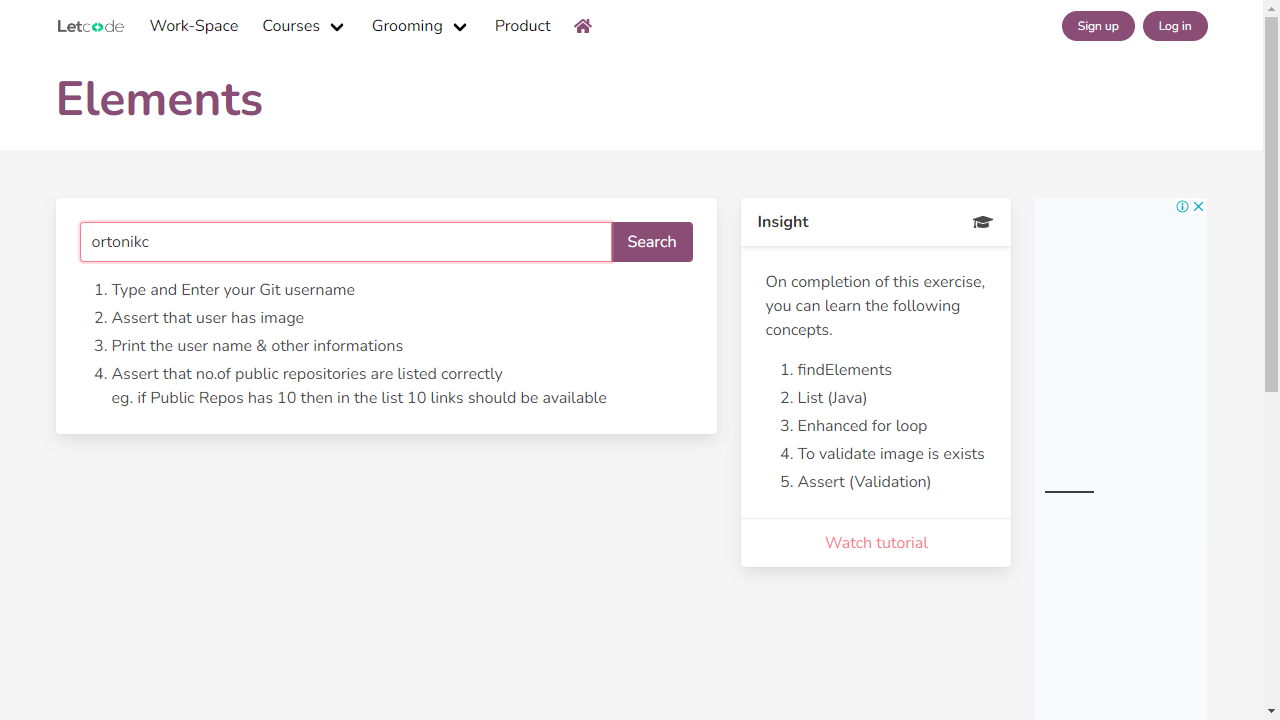 Letcode Work-Space Courses Grooming Product Sign up Log in
Elements
ortonikc Search
1. Type and Enter your Git username
2. Assert that user has image
3. Print the user name & other informations
4. Assert that no.of public repositories are listed correctly
eg. if Public Repos has 10 then in the list 10 links should be available
Insight
On completion of this exercise,
you can learn the following
concepts.
1. findElements
2. List (Java)
3. Enhanced for loop
4. To validate image is exists
5. Assert (Validation)
Watch tutorial